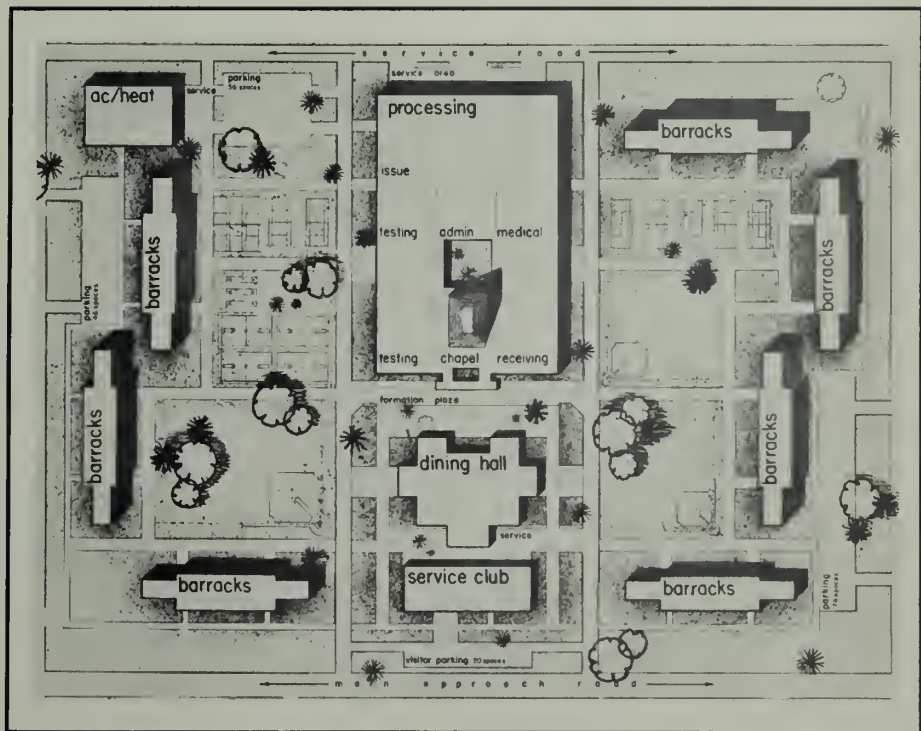 service road
service area
parking
56 spaces
ac/heat
service
processing
barracks
issue
testing admin medical
barracks
barracks
parking
46 spaces
testing chapel receiving
formation plaza
barracks
dining hall
barracks
service
barracks
service club
barracks
parking
visitor parking 70 spaces
main approach road